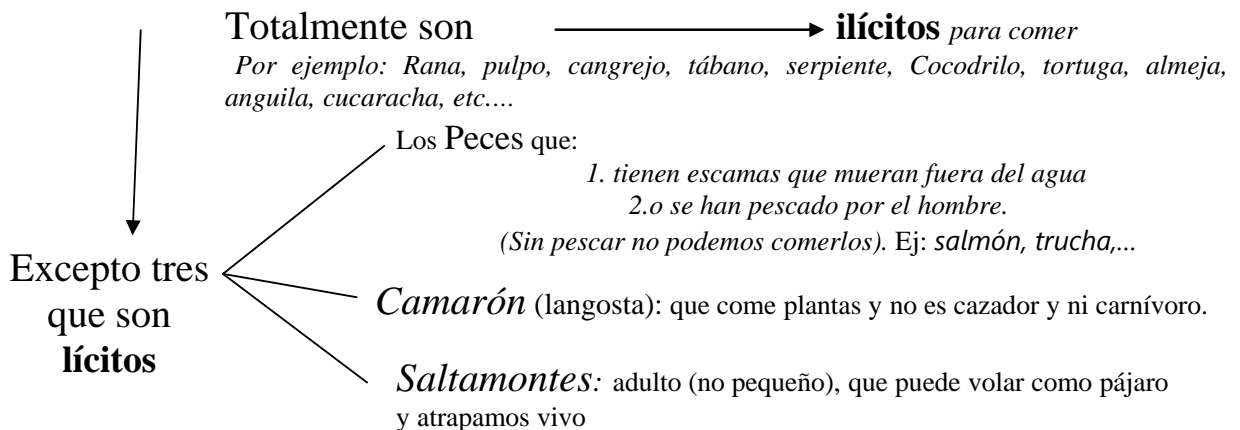 Totalmente son ilícitos para comer
Por ejemplo: Rana, pulpo, cangrejo, tábano, serpiente, Cocodrilo, tortuga, almeja,
anguila, cucaracha, etc.…
Los Peces que:
1. tienen escamas que mueran fuera del agua
2.o se han pescado por el hombre.
(Sin pescar no podemos comerlos). Ej: salmón, trucha,...
Excepto tres
que son
lícitos
Camarón (langosta): que come plantas y no es cazador y ni carnívoro.
Saltamontes: adulto (no pequeño), que puede volar como pájaro
y atrapamos vivo